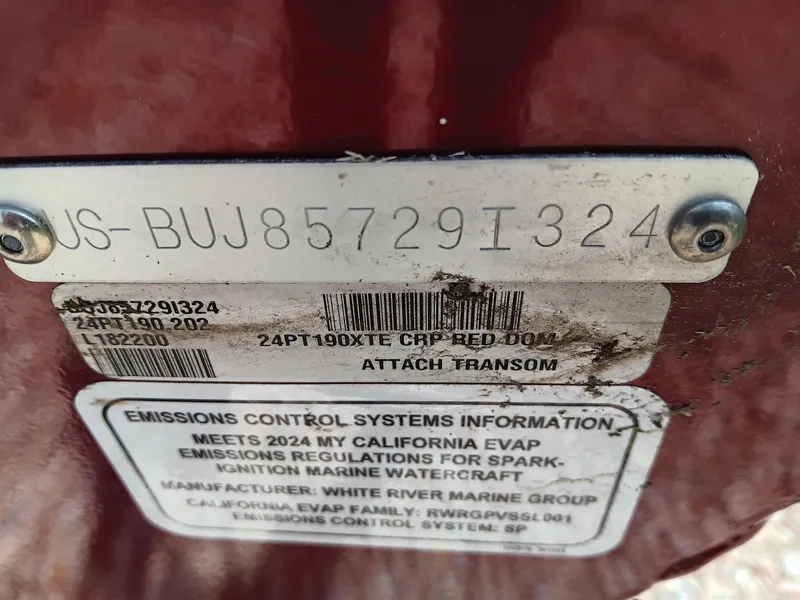 US-BUJ85729I324
J85729I324
24PT190 202
L182200
24PT190XTE CRP RED DOM
ATTACH TRANSOM
EMISSIONS CONTROL SYSTEMS INFORMATION
MEETS 2024 MY CALIFORNIA EVAP
EMISSIONS REGULATIONS FOR SPARK-
IGNITION MARINE WATERCRAFT
MANUFACTURER: WHITE RIVER MARINE GROUP
CALIFORNIA EVAP FAMILY: RWRGPVSSL001
EMISSIONS CONTROL SYSTEM: SP